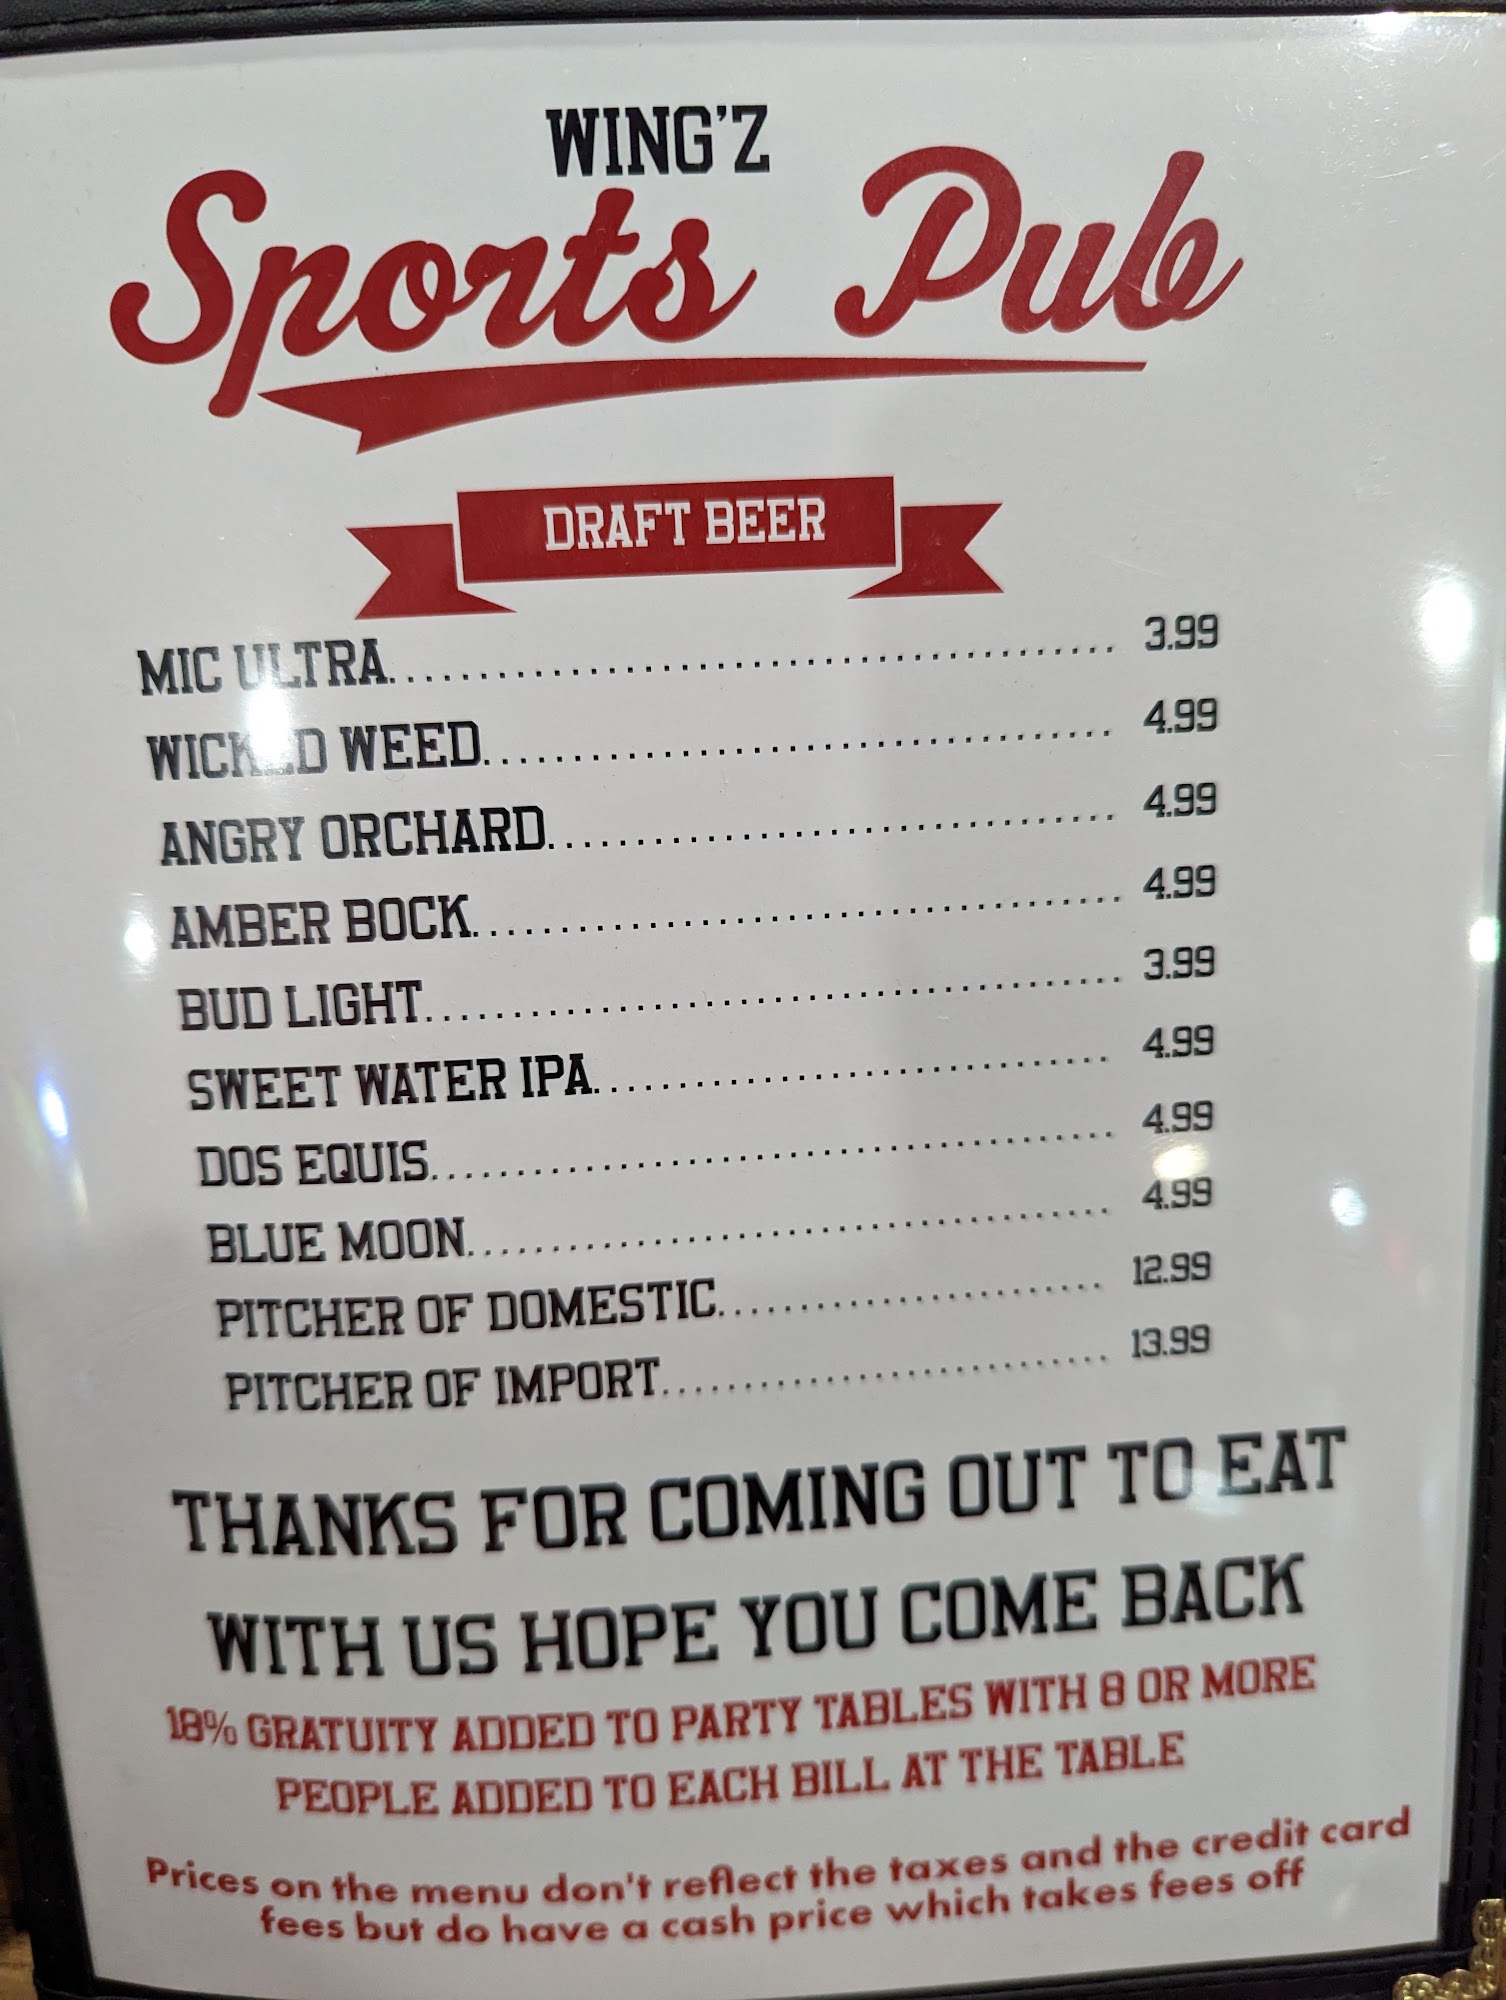 WING'Z
Sports Pub
DRAFT BEER
MIC ULTRA........................................ 3.99
WICKED WEED.................................. 4.99
ANGRY ORCHARD............................... 4.99
AMBER BOCK................................... 4.99
BUD LIGHT....................................... 3.99
SWEET WATER IPA............................. 4.99
DOS EQUIS........................................ 4.99
BLUE MOON..................................... 4.99
PITCHER OF DOMESTIC........................ 12.99
PITCHER OF IMPORT............................ 13.99
THANKS FOR COMING OUT TO EAT
WITH US HOPE YOU COME BACK
18% GRATUITY ADDED TO PARTY TABLES WITH 8 OR MORE
PEOPLE ADDED TO EACH BILL AT THE TABLE
Prices on the menu don't reflect the taxes and the credit card
fees but do have a cash price which takes fees off